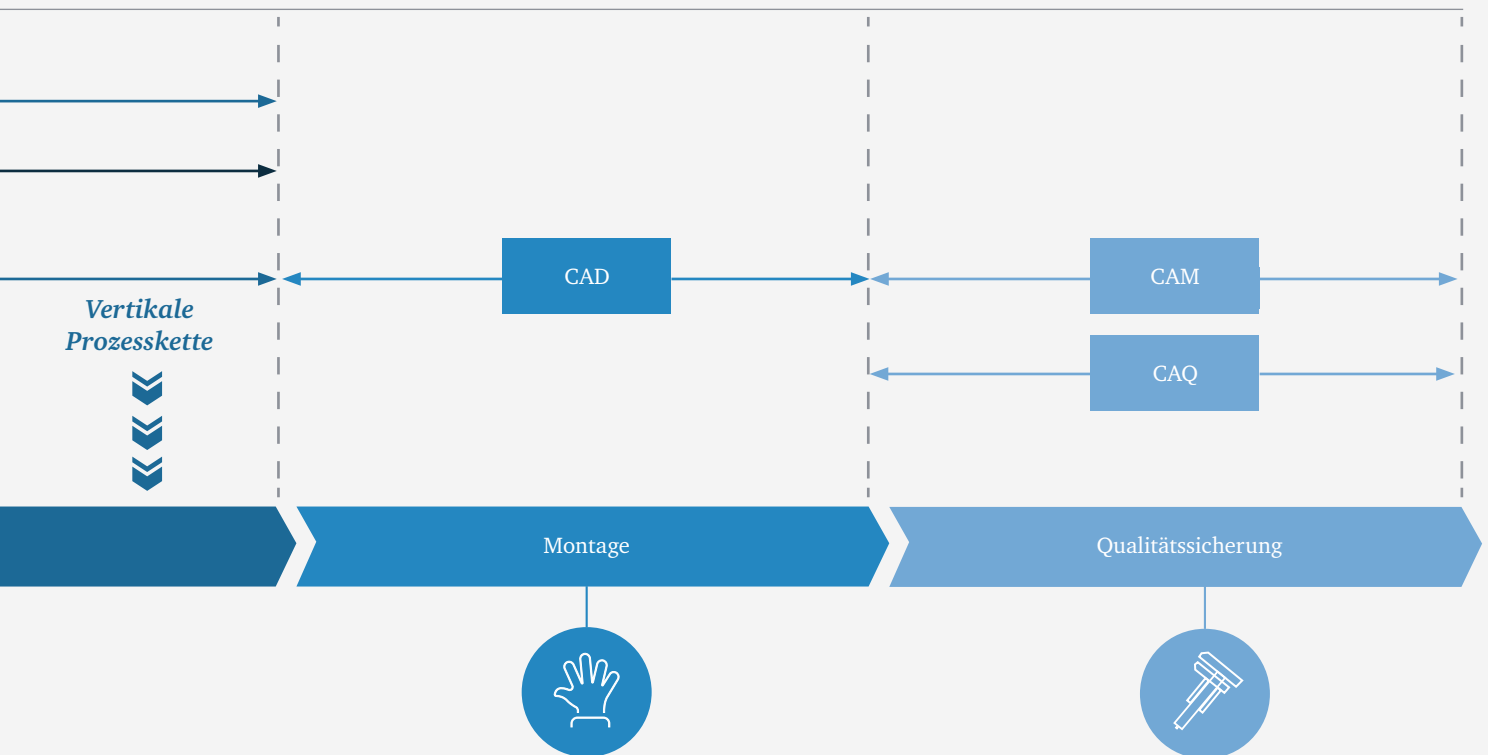 CAD
CAM
Vertikale
Prozesskette
CAQ
Montage
Qualitätssicherung